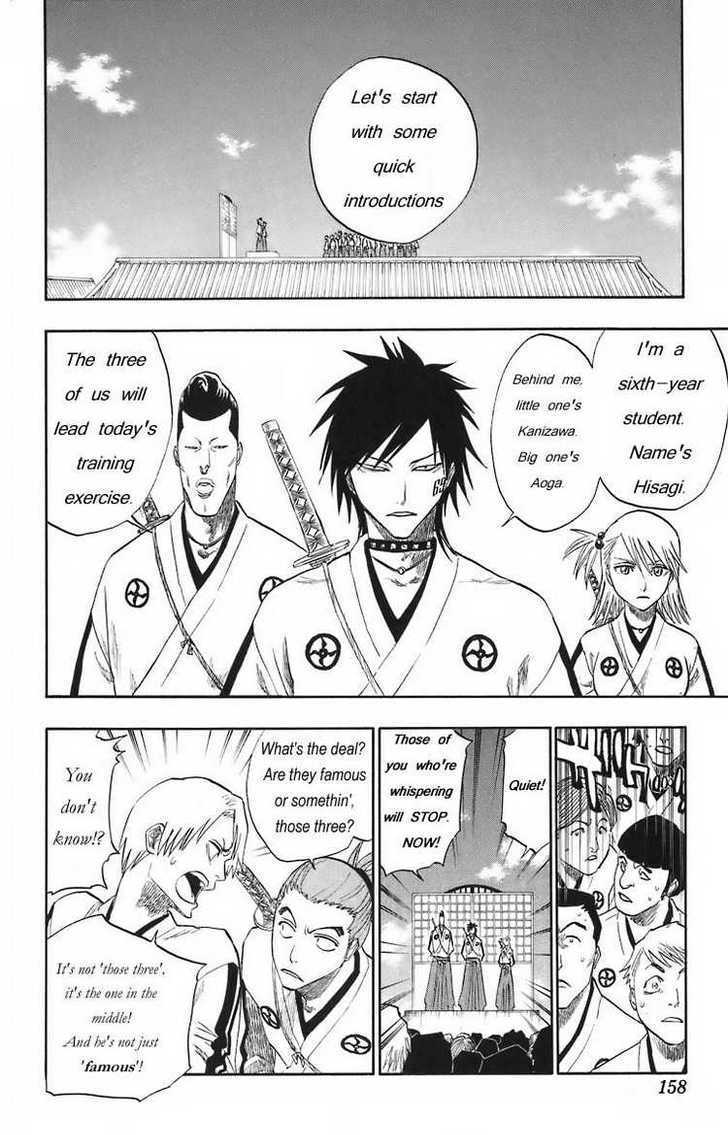 Let's start
with some
quick
introductions
I'm a
sixth-year
student.
Name's
Hisagi.
Behind me,
little one's
Kanizawa.
Big one's
Aoga.
69
The three
of us will
lead today's
training
exercise.
Quiet!
Those of
you who're
whispering
will STOP.
NOW!
What's the deal?
Are they famous
or somethin',
those three?
You
don't
know!?
It's not 'those three',
it's the one in the
middle!
And he's not just
'famous'!
158